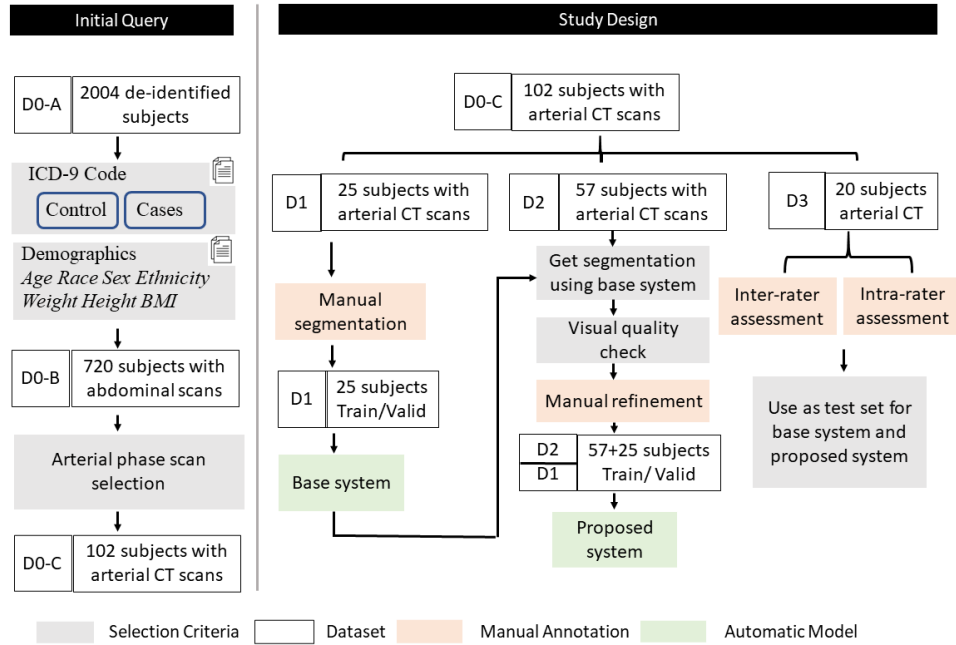 Initial Query
D0-A
2004 de-identified
subjects
ICD-9 Code
Control
Cases
Demographics
Age Race Sex Ethnicity
Weight Height BMI
D0-B
720 subjects with
abdominal scans
Arterial phase scan
selection
D0-C
102 subjects with
arterial CT scans
Study Design
D0-C
102 subjects with
arterial CT scans
D1
25 subjects with
arterial CT scans
Manual
segmentation
D1
25 subjects
Train/Valid
Base system
D2
57 subjects with
arterial CT scans
Get segmentation
using base system
Visual quality
check
Manual refinement
D2
D1
57+25 subjects
Train/ Valid
Proposed
system
D3
20 subjects
arterial CT
Inter-rater
assessment
Intra-rater
assessment
Use as test set for
base system and
proposed system
Selection Criteria
Dataset
Manual Annotation
Automatic Model